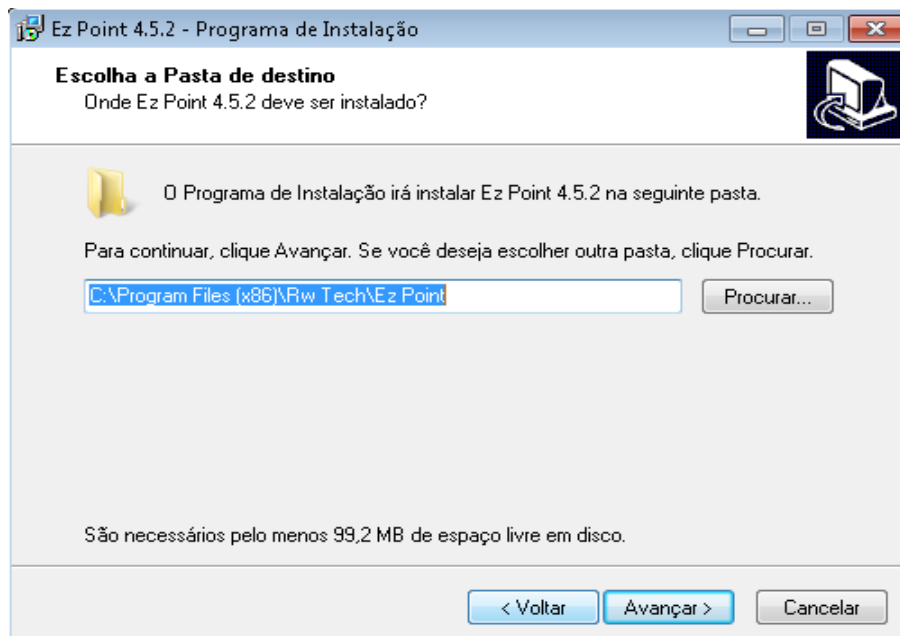 Ez Point 4.5.2 - Programa de Instalação
Escolha a Pasta de destino
Onde Ez Point 4.5.2 deve ser instalado?
O Programa de Instalação irá instalar Ez Point 4.5.2 na seguinte pasta.
Para continuar, clique Avançar. Se você deseja escolher outra pasta, clique Procurar.
C:\Program Files (x86)\Rw Tech\Ez Point
Procurar...
São necessários pelo menos 99,2 MB de espaço livre em disco.
< Voltar
Avançar >
Cancelar